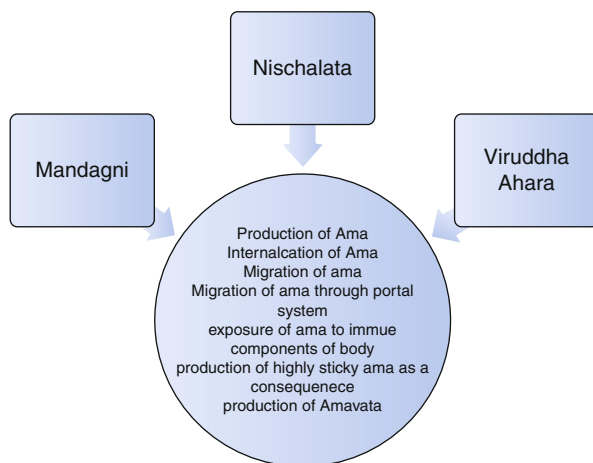 Nischalata
Mandagni
Viruddha
Ahara
Production of Ama
Internalcation of Ama
Migration of ama
Migration of ama through portal
system
exposure of ama to immue
components of body
production of highly sticky ama as a
consequenece
production of Amavata